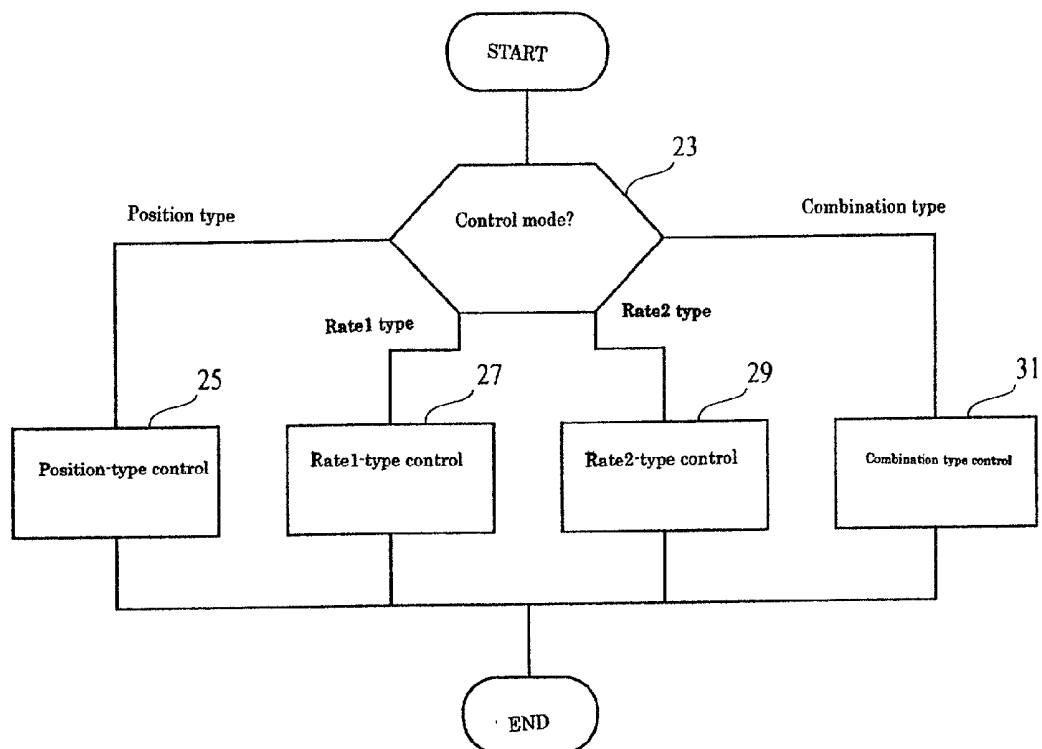 START
23
Control mode?
Position type
Combination type
Rate1 type
Rate2 type
25
27
29
31
Position-type control
Rate1-type control
Rate2-type control
Combination type control
END